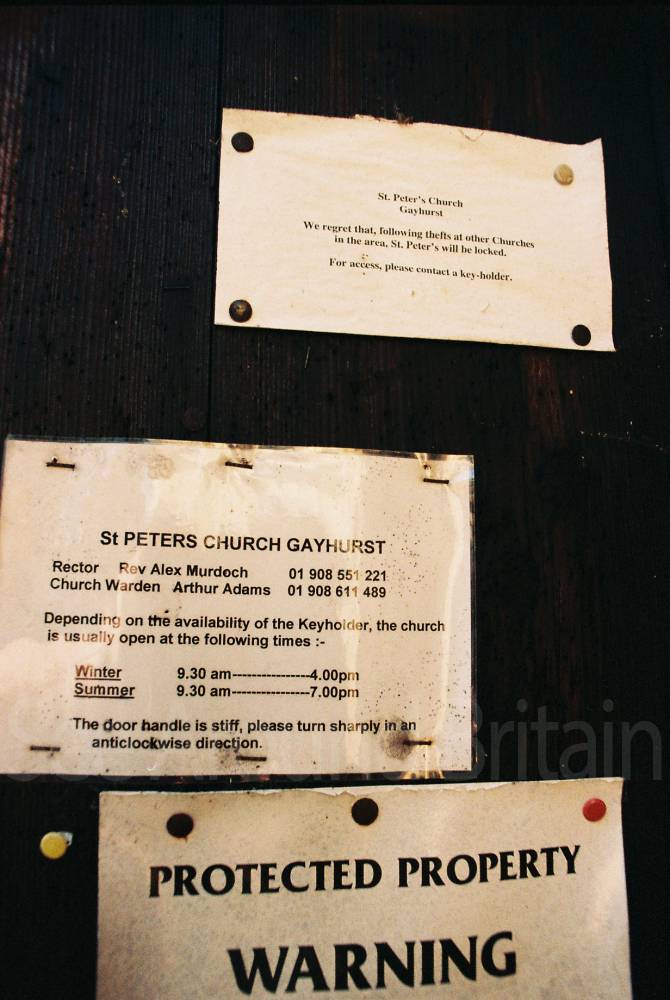 St. Peter's Church
Gayhurst
We regret that, following thefts at other Churches
in the area, St. Peter's will be locked.
For access, please contact a key-holder.
St PETERS CHURCH GAYHURST
Rector Rev Alex Murdoch 01 908 551 221
Church Warden Arthur Adams 01 908 611 489
Depending on the availability of the Keyholder, the church
is usually open at the following times :-
Winter 9.30 am----------------4.00pm
Summer 9.30 am----------------7.00pm
The door handle is stiff, please turn sharply in an
anticlockwise direction.
Britain
PROTECTED PROPERTY
WARNING